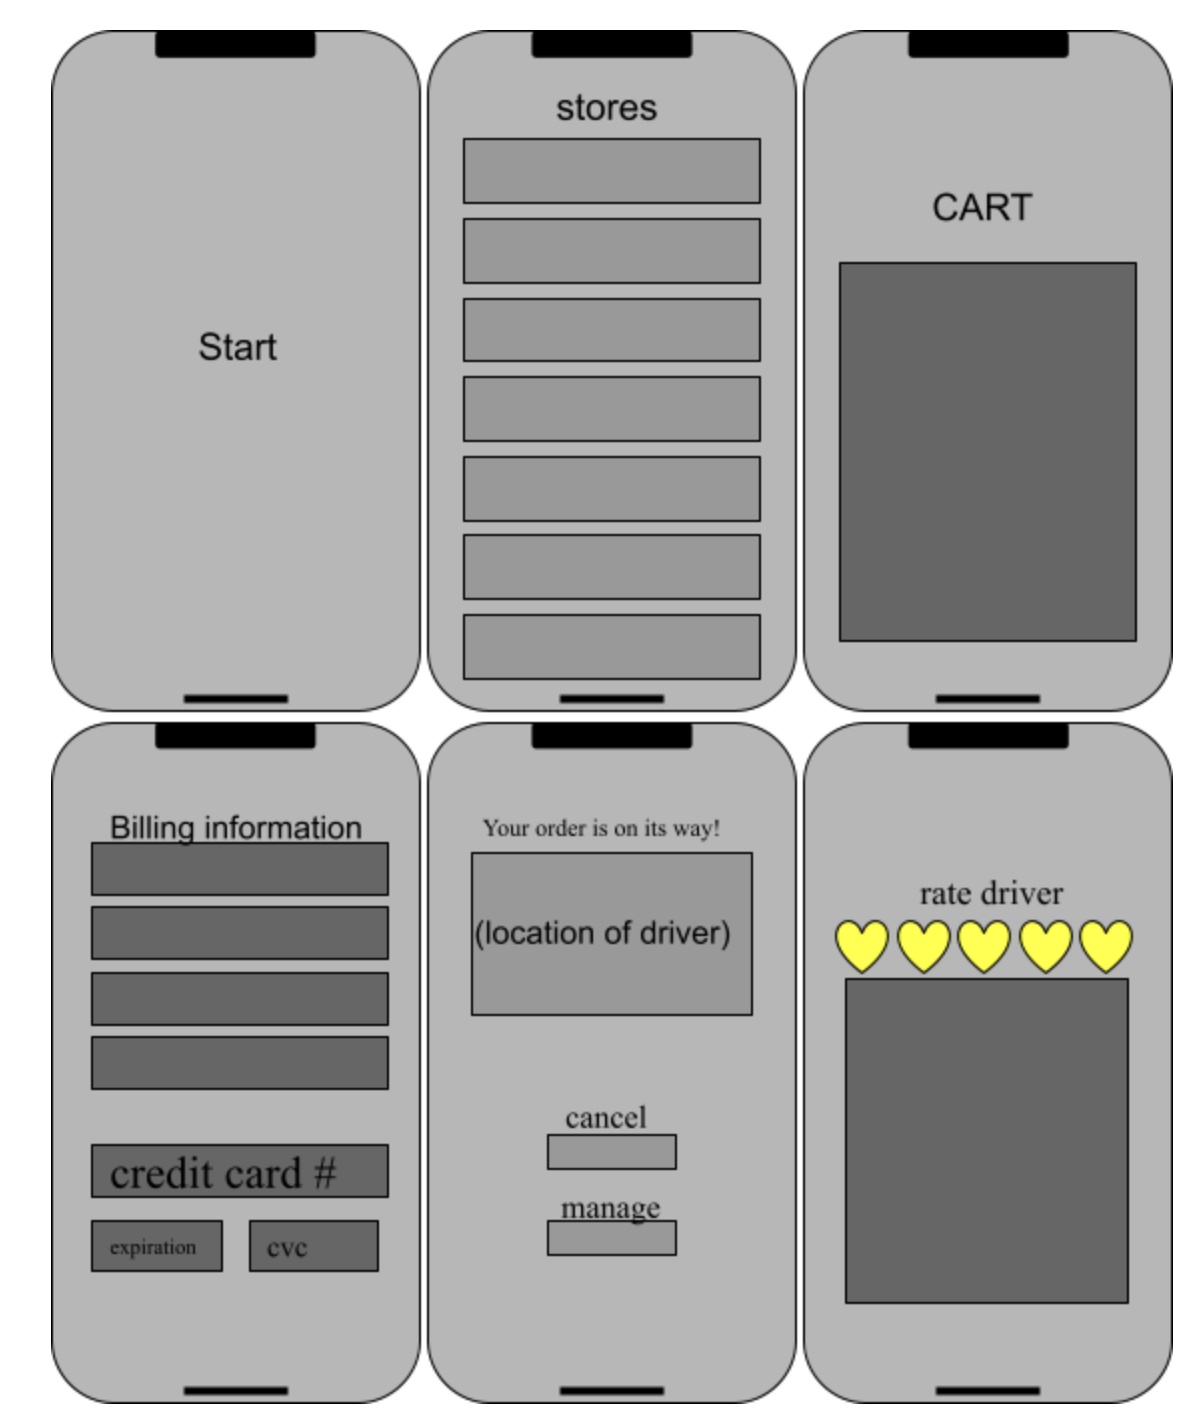 Start
stores
CART
Billing information
credit card #
expiration
cvc
Your order is on its way!
(location of driver)
cancel
manage
rate driver